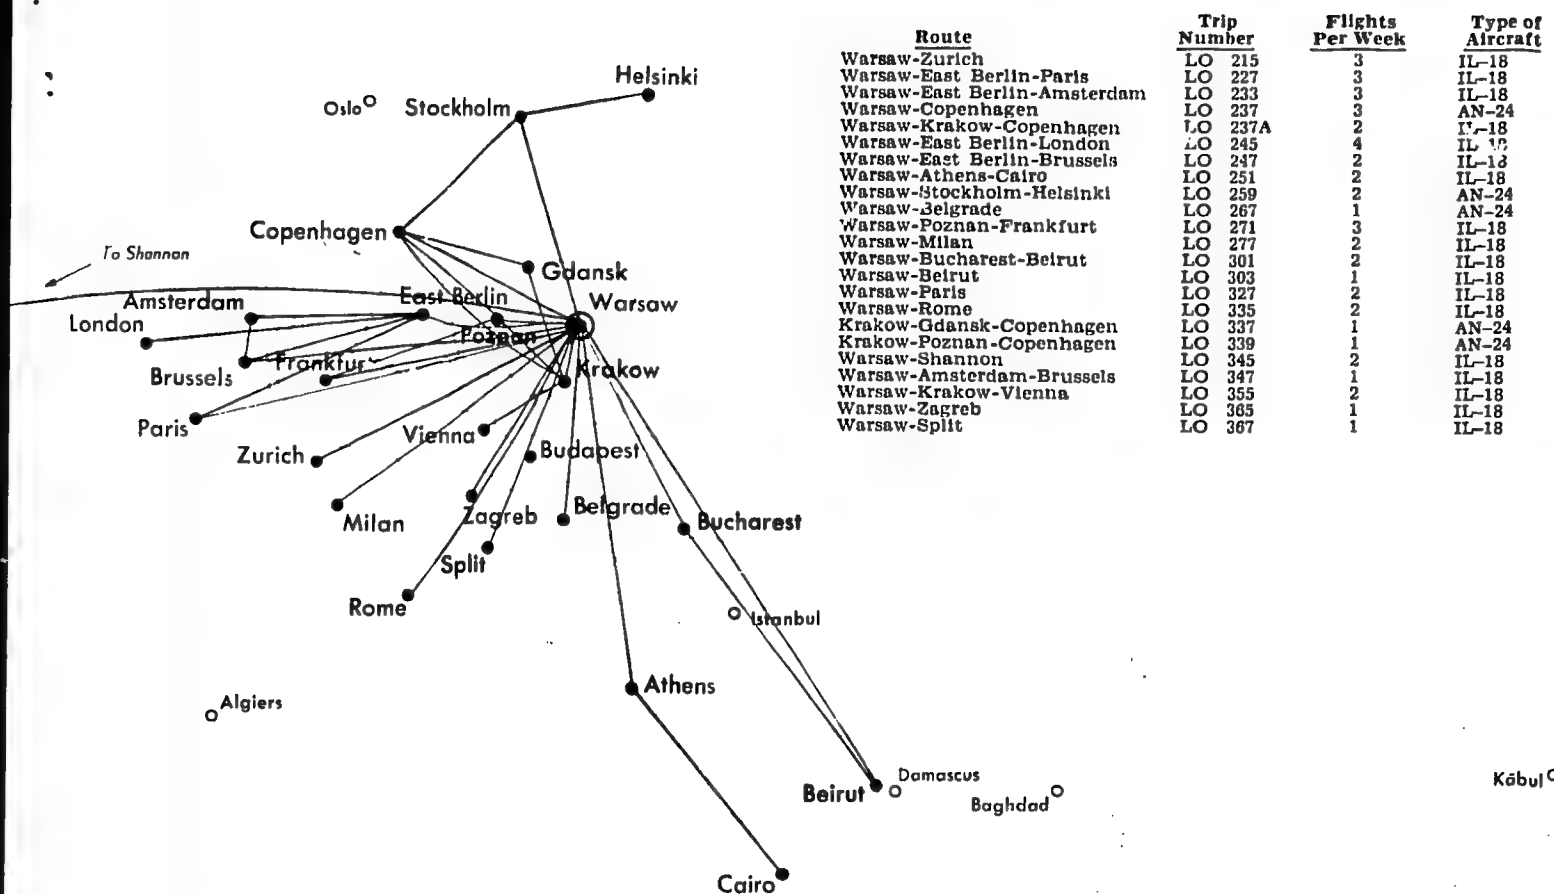 Route Trip Number Flights Per Week Type of Aircraft
Warsaw-Zurich LO 215 3 IL-18
Warsaw-East Berlin-Paris LO 227 3 IL-18
Warsaw-East Berlin-Amsterdam LO 233 3 IL-18
Warsaw-Copenhagen LO 237 3 AN-24
Warsaw-Krakow-Copenhagen LO 237A 2 IL-18
Warsaw-East Berlin-London LO 245 4 IL-18
Warsaw-East Berlin-Brussels LO 247 2 IL-18
Warsaw-Athens-Cairo LO 251 2 IL-18
Warsaw-Stockholm-Helsinki LO 259 2 AN-24
Warsaw-Belgrade LO 267 1 AN-24
Warsaw-Poznan-Frankfurt LO 271 3 IL-18
Warsaw-Milan LO 277 2 IL-18
Warsaw-Bucharest-Beirut LO 301 2 IL-18
Warsaw-Beirut LO 303 1 IL-18
Warsaw-Paris LO 327 2 IL-18
Warsaw-Rome LO 335 2 IL-18
Krakow-Gdansk-Copenhagen LO 337 1 AN-24
Krakow-Poznan-Copenhagen LO 339 1 AN-24
Warsaw-Shannon LO 345 2 IL-18
Warsaw-Amsterdam-Brussels LO 347 1 IL-18
Warsaw-Krakow-Vienna LO 355 2 IL-18
Warsaw-Zagreb LO 365 1 IL-18
Warsaw-Split LO 367 1 IL-18
Helsinki
Oslo
Stockholm
Copenhagen
To Shannon
Gdansk
Amsterdam
East Berlin
Warsaw
London
Poznan
Frankfur
Brussels
Krakow
Paris
Vienna
Zurich
Budapest
Milan
Zagreb
Belgrade
Bucharest
Split
Rome
Istanbul
Athens
Algiers
Damascus
Beirut
Baghdad
Kābul
Cairo